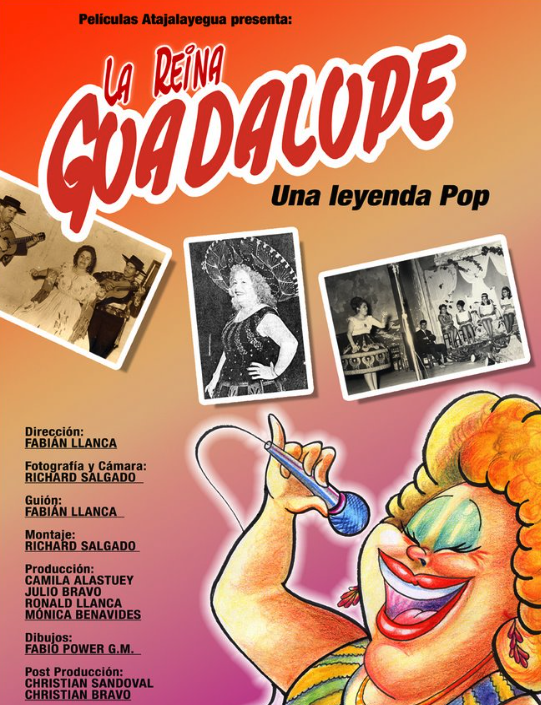 Peliculas Atajalayegua presenta:
LA REINA
GUADALUPE
Una leyenda Pop
Dirección:
FABIÁN LLANCA
Fotografía y Cámara:
RICHARD SALGADO
Guión:
FABIÁN LLANCA
Montaje:
RICHARD SALGADO
Producción:
CAMILA ALASTUEY
JULIO BRAVO
RONALD LLANCA
MÓNICA BENAVIDES
Dibujos:
FABIO POWER G.M.
Post Producción:
CHRISTIAN SANDOVAL
CHRISTIAN BRAVO